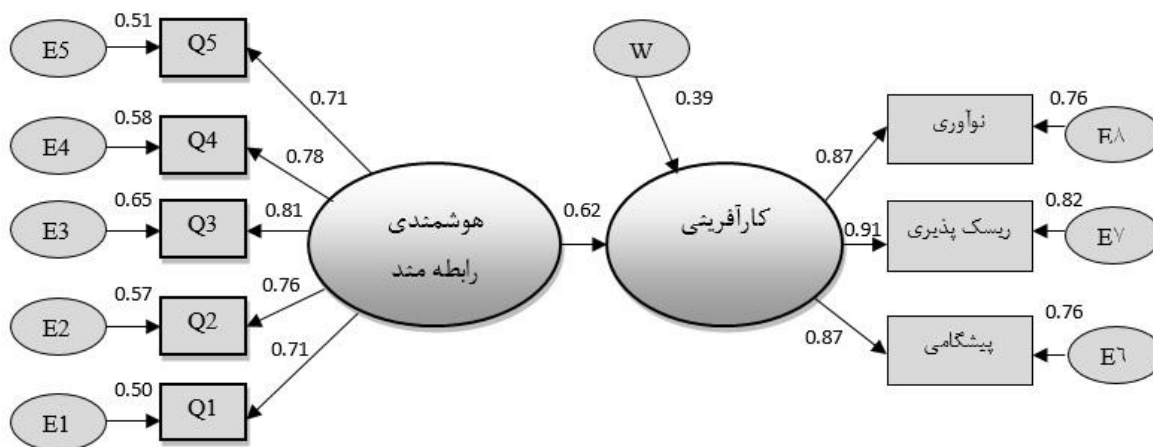 0.51
E5
Q5
0.71
0.58
E4
Q4
0.78
0.65
E3
Q3
0.81
0.57
E2
Q2
0.76
0.50
E1
Q1
0.71
هوشمندی
رابطه مند
0.62
W
0.39
کارآفرینی
0.87
نوآوری
0.76
E۸
0.91
ریسک پذیری
0.82
E۷
0.87
پیشگامی
0.76
E٦